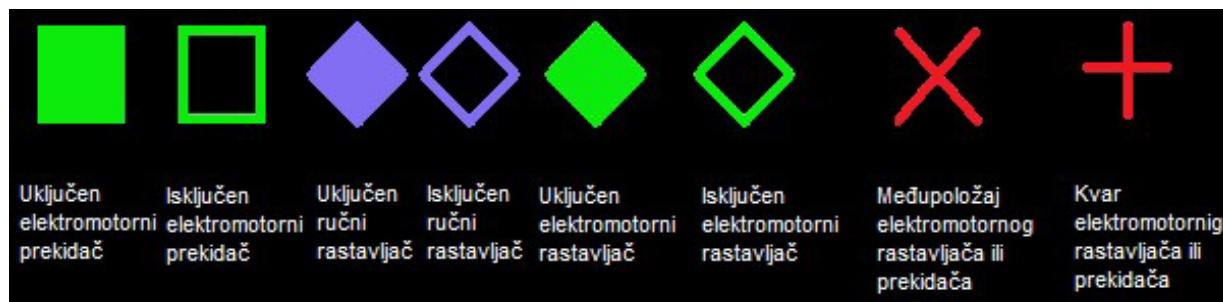 Uključen
elektromotorni
prekidač
Isključen
elektromotorni
prekidač
Uključen
ručni
rastavljač
Isključen
ručni
rastavljač
Uključen
elektromotorni
rastavljač
Isključen
elektromotorni
rastavljač
Međupoložaj
elektromotornog
rastavljača ili
prekidača
Kvar
elektromotornig
rastavljača ili
prekidača